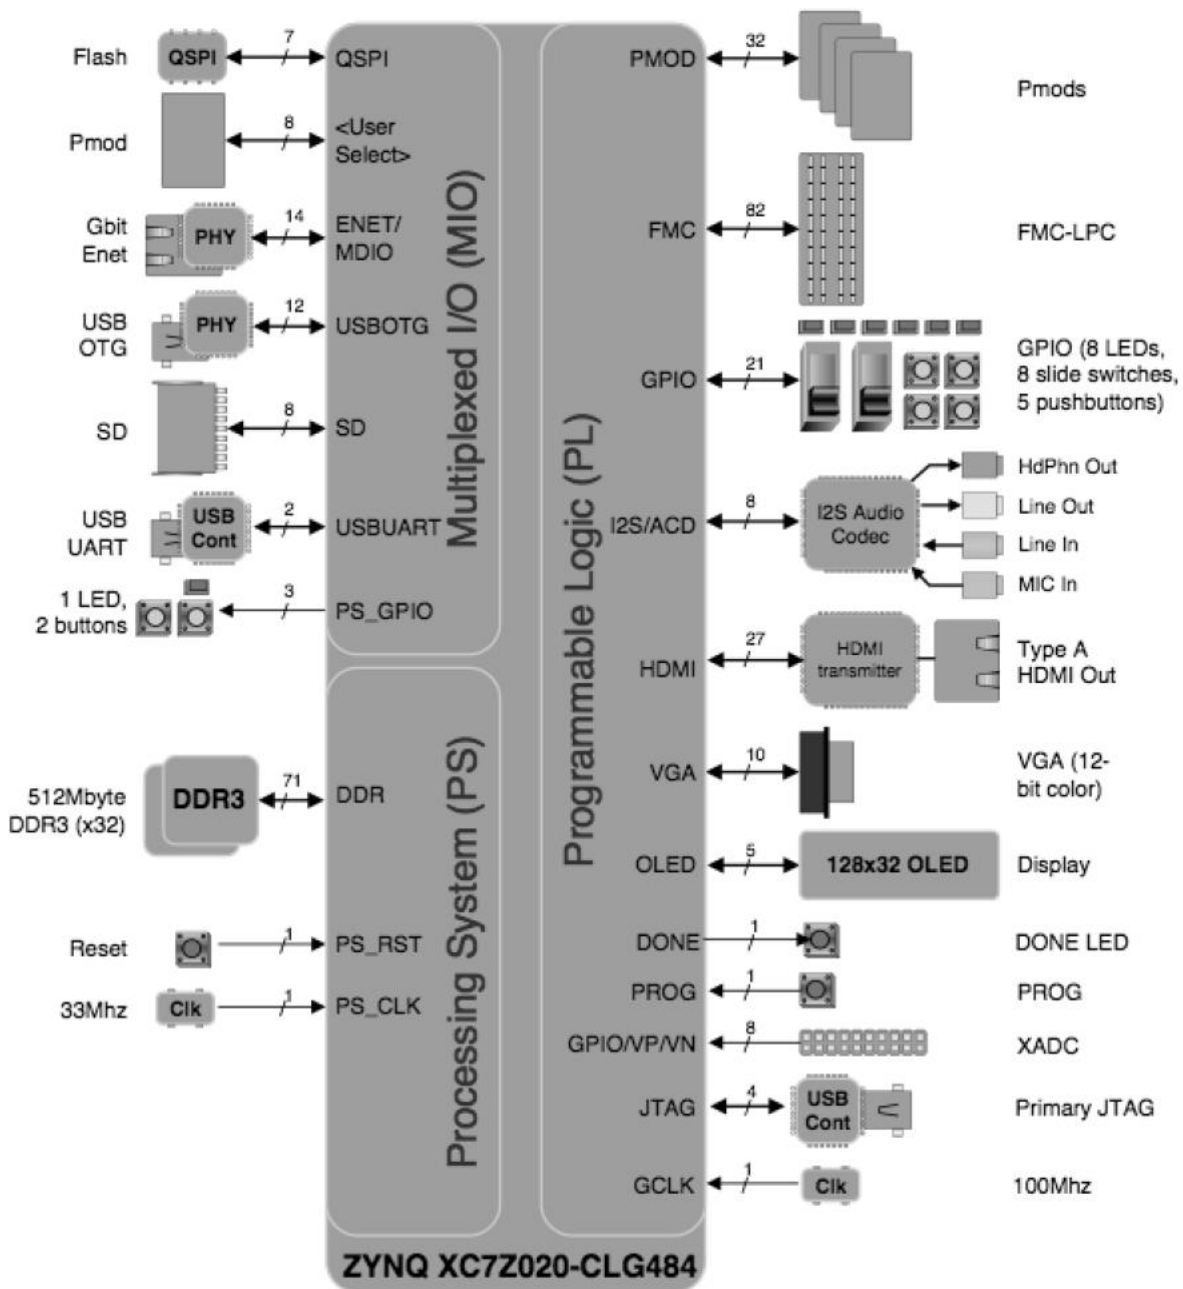 Flash
QSPI
7
QSPI
Pmod
8
<User
Select>
Gbit
Enet
PHY
14
ENET/
MDIO
USB
OTG
PHY
12
USBOTG
SD
8
SD
USB
UART
USB
Cont
2
USBUART
1 LED,
2 buttons
3
PS_GPIO
Multiplexed I/O (MIO)
512Mbyte
DDR3 (x32)
DDR3
71
DDR
Reset
1
PS_RST
33Mhz
Clk
1
PS_CLK
Processing System (PS)
Programmable Logic (PL)
PMOD
32
Pmods
FMC
82
FMC-LPC
GPIO
21
GPIO (8 LEDs,
8 slide switches,
5 pushbuttons)
I2S/ACD
8
I2S Audio
Codec
HdPhn Out
Line Out
Line In
MIC In
HDMI
27
HDMI
transmitter
Type A
HDMI Out
VGA
10
VGA (12-
bit color)
OLED
5
128x32 OLED
Display
DONE
1
DONE LED
PROG
1
PROG
GPIO/VP/VN
8
XADC
JTAG
4
USB
Cont
Primary JTAG
GCLK
1
Clk
100Mhz
ZYNQ XC7Z020-CLG484